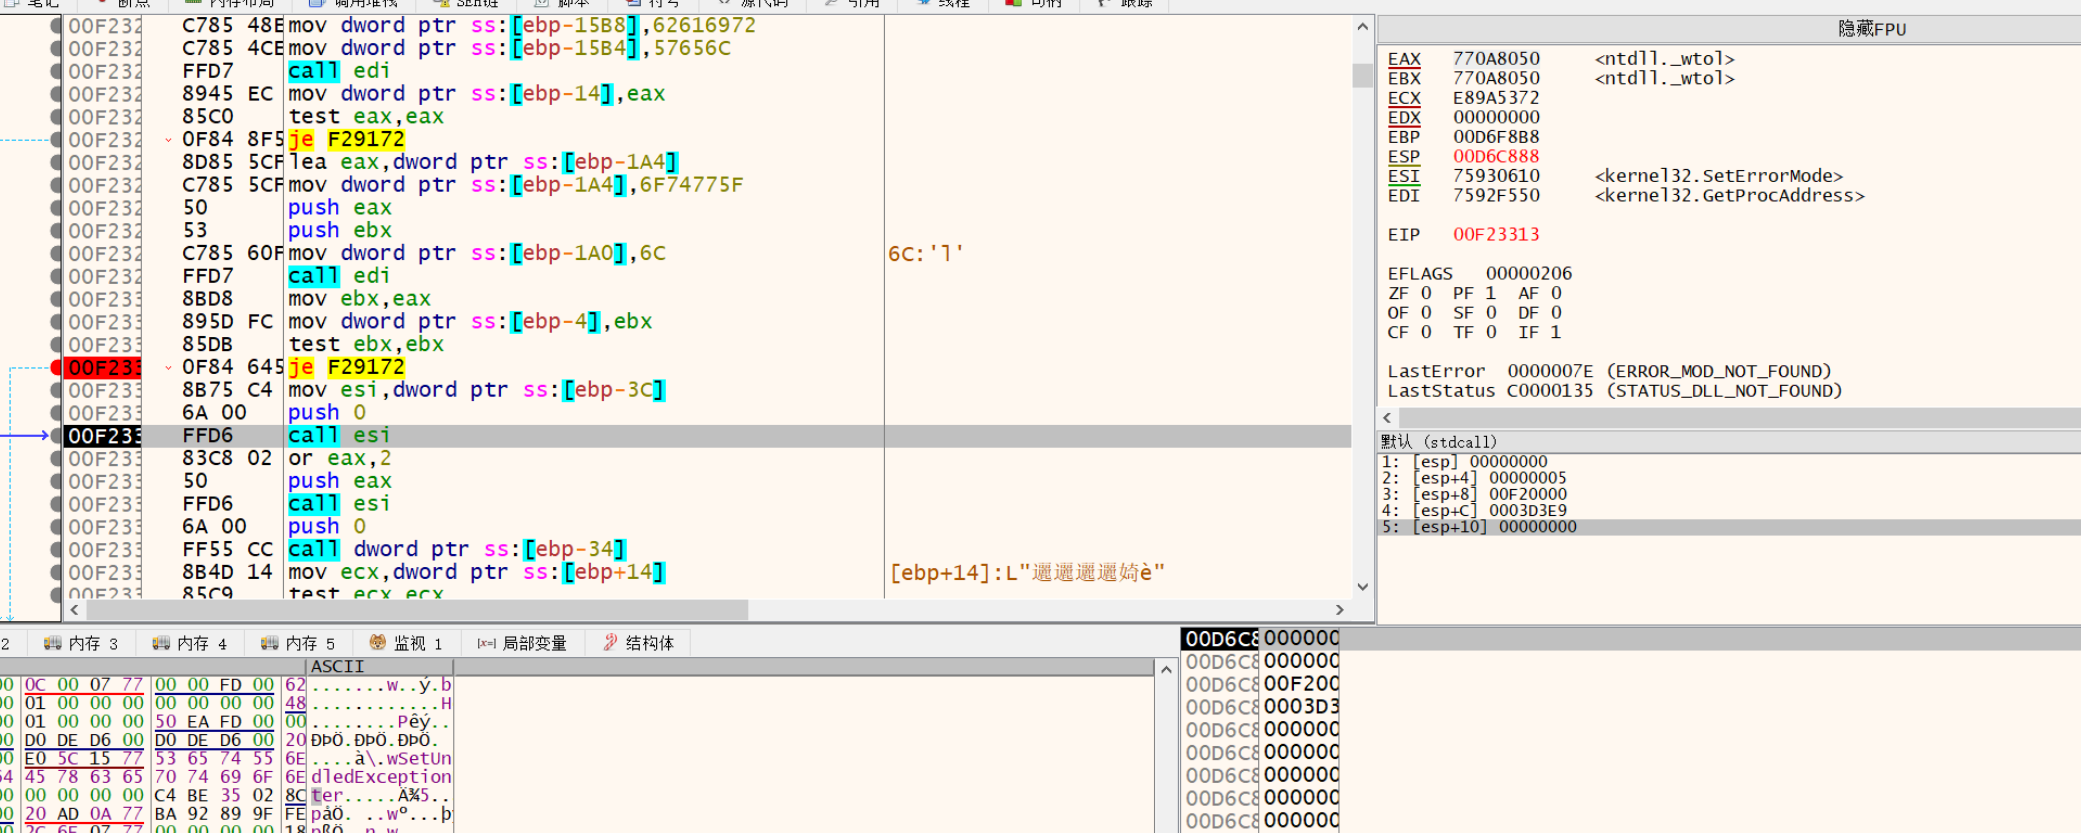 笔记 断点 内存布局 调用堆栈 SEH链 脚本 符号 源代码 引用 线程 句柄 跟踪
00F232 C785 48E mov dword ptr ss:[ebp-15B8],62616972
00F232 C785 4CE mov dword ptr ss:[ebp-15B4],57656C
00F232 FFD7 call edi
00F232 8945 EC mov dword ptr ss:[ebp-14],eax
00F232 85C0 test eax,eax
00F232 0F84 8F5 je F29172
00F232 8D85 5CF lea eax,dword ptr ss:[ebp-1A4]
00F232 C785 5CF mov dword ptr ss:[ebp-1A4],6F74775F
00F232 50 push eax
00F232 53 push ebx
00F232 C785 60F mov dword ptr ss:[ebp-1A0],6C 6C:'l'
00F232 FFD7 call edi
00F233 8BD8 mov ebx,eax
00F233 895D FC mov dword ptr ss:[ebp-4],ebx
00F233 85DB test ebx,ebx
00F233 0F84 645 je F29172
00F233 8B75 C4 mov esi,dword ptr ss:[ebp-3C]
00F233 6A 00 push 0
00F233 FFD6 call esi
00F233 83C8 02 or eax,2
00F233 50 push eax
00F233 FFD6 call esi
00F233 6A 00 push 0
00F233 FF55 CC call dword ptr ss:[ebp-34]
00F233 8B4D 14 mov ecx,dword ptr ss:[ebp+14] [ebp+14]:L"邐邐邐邐婍è"
00F233 85C9 test ecx,ecx
隐藏FPU
EAX 770A8050 <ntdll._wtol>
EBX 770A8050 <ntdll._wtol>
ECX E89A5372
EDX 00000000
EBP 00D6F8B8
ESP 00D6C888
ESI 75930610 <kernel32.SetErrorMode>
EDI 7592F550 <kernel32.GetProcAddress>
EIP 00F23313
EFLAGS 00000206
ZF 0 PF 1 AF 0
OF 0 SF 0 DF 0
CF 0 TF 0 IF 1
LastError 0000007E (ERROR_MOD_NOT_FOUND)
LastStatus C0000135 (STATUS_DLL_NOT_FOUND)
默认 (stdcall)
1: [esp] 00000000
2: [esp+4] 00000005
3: [esp+8] 00F20000
4: [esp+C] 0003D3E9
5: [esp+10] 00000000
2 内存 3 内存 4 内存 5 监视 1 [x=] 局部变量 结构体
ASCII
00 0C 00 07 77 00 00 FD 00 62 .......w..ý.b
00 01 00 00 00 00 00 00 00 48 ............H
00 01 00 00 00 50 EA FD 00 00 ........Pêý..
00 D0 DE D6 00 D0 DE D6 00 20 ÐÞÖ.ÐÞÖ.ÐÞÖ.
00 E0 5C 15 77 53 65 74 55 6E ....à\.wSetUn
64 45 78 63 65 70 74 69 6F 6E dledException
00 00 00 00 00 C4 BE 35 02 8C ter.....Ä¾5..
00 20 AD 0A 77 BA 92 89 9F FE
00D6C8 000000
00D6C8 000000
00D6C8 00F200
00D6C8 0003D3
00D6C8 000000
00D6C8 000000
00D6C8 000000
00D6C8 000000
00D6C8 000000